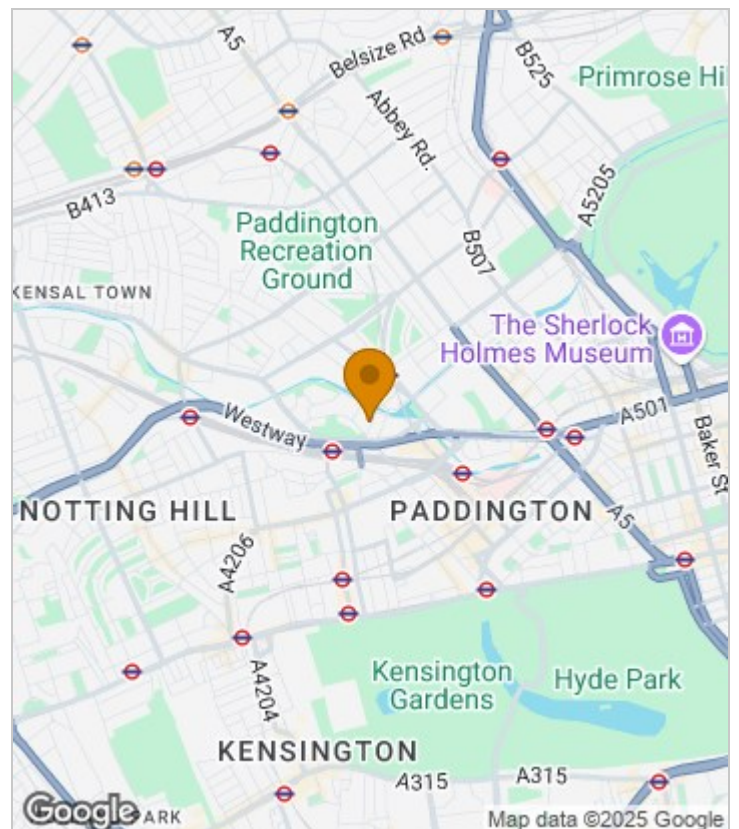 A5
Belsize Rd
B525
Primrose Hi
Abbey Rd.
A5205
B413
Paddington
Recreation
Ground
B507
KENSAL TOWN
The Sherlock
Holmes Museum
Westway
A501
Baker St
NOTTING HILL
PADDINGTON
A5
A4206
Kensington
Gardens
Hyde Park
A4204
KENSINGTON
A315
A315
Google
PARK
Map data ©2025 Google